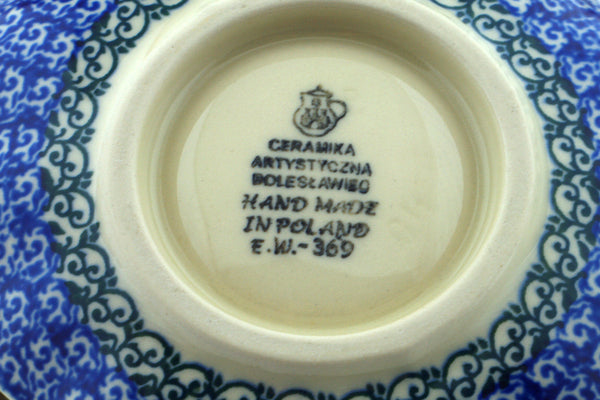 CERAMIKA
ARTYSTYCZNA
BOLESŁAWIEC
HAND MADE
IN POLAND
E.W.-369